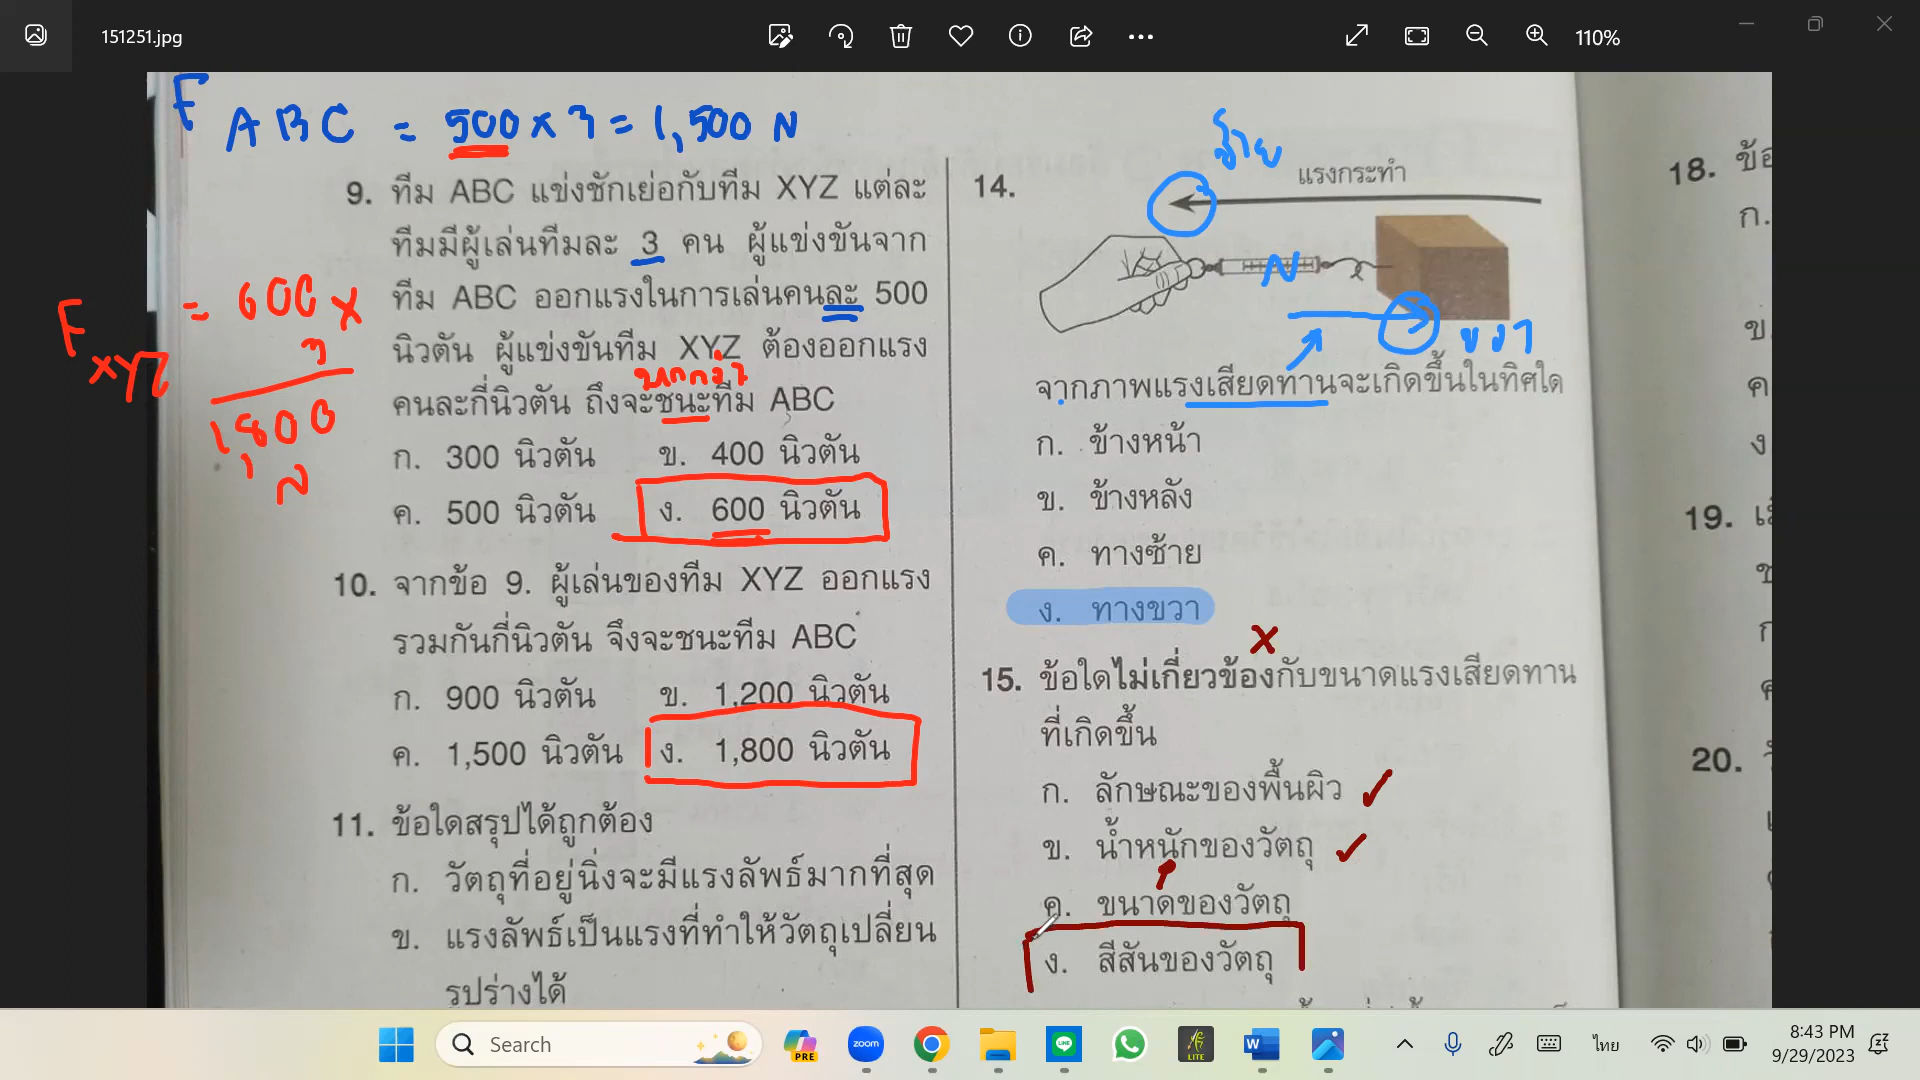 151251.jpg
110%
F ABC = 500 x 3 = 1,500 N
9. ทีม ABC แข่งชักเย่อกับทีม XYZ แต่ละ
ทีมมีผู้เล่นทีมละ 3 คน ผู้แข่งขันจาก
ทีม ABC ออกแรงในการเล่นคนละ 500
นิวตัน ผู้แข่งขันทีม XYZ ต้องออกแรง
มากกว่า
คนละกี่นิวตัน ถึงจะชนะทีม ABC
ก. 300 นิวตัน ข. 400 นิวตัน
ค. 500 นิวตัน ง. 600 นิวตัน
F XYZ = 600 x
3
1,800
N
10. จากข้อ 9. ผู้เล่นของทีม XYZ ออกแรง
รวมกันกี่นิวตัน จึงจะชนะทีม ABC
ก. 900 นิวตัน ข. 1,200 นิวตัน
ค. 1,500 นิวตัน ง. 1,800 นิวตัน
11. ข้อใดสรุปได้ถูกต้อง
ก. วัตถุที่อยู่นิ่งจะมีแรงลัพธ์มากที่สุด
ข. แรงลัพธ์เป็นแรงที่ทำให้วัตถุเปลี่ยน
รูปร่างได้
14.
ซ้าย
แรงกระทำ
N
ขวา
จากภาพแรงเสียดทานจะเกิดขึ้นในทิศใด
ก. ข้างหน้า
ข. ข้างหลัง
ค. ทางซ้าย
ง. ทางขวา
x
15. ข้อใดไม่เกี่ยวข้องกับขนาดแรงเสียดทาน
ที่เกิดขึ้น
ก. ลักษณะของพื้นผิว
ข. น้ำหนักของวัตถุ
ค. ขนาดของวัตถุ
ง. สีสันของวัตถุ
18. ข้อ
ก.
ข.
ค
ง
19.
ข
ก
ค
20.
ก
ค
Search
PRE
zoom
LINE
LITE
W
ไทย
8:43 PM
9/29/2023